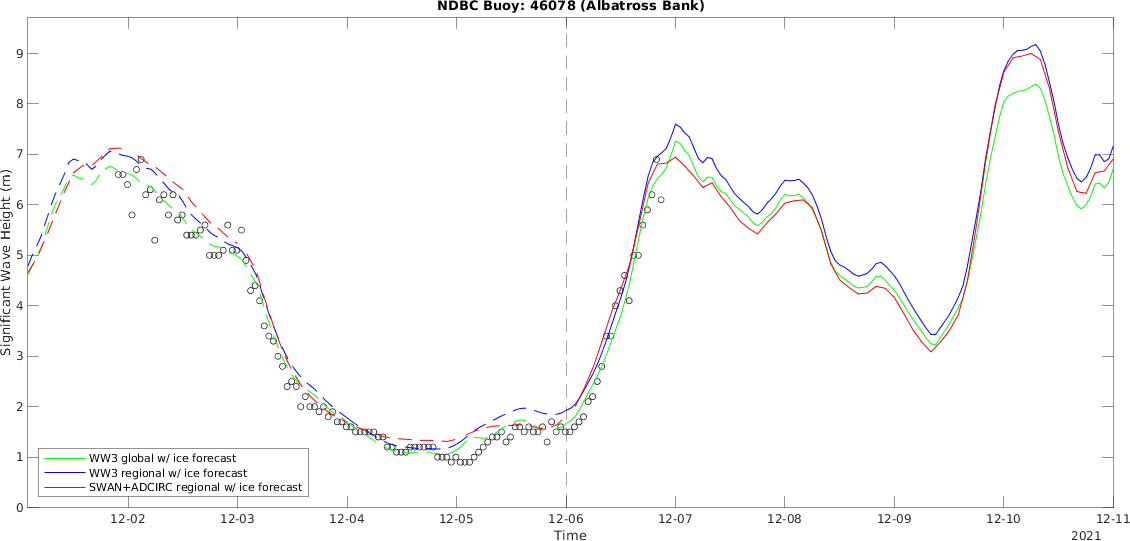 NDBC Buoy: 46078 (Albatross Bank)
Significant Wave Height (m)
9
8
7
6
5
4
3
2
1
0
WW3 global w/ ice forecast
WW3 regional w/ ice forecast
SWAN+ADCIRC regional w/ ice forecast
12-02 12-03 12-04 12-05 12-06 12-07 12-08 12-09 12-10 12-11
Time
2021